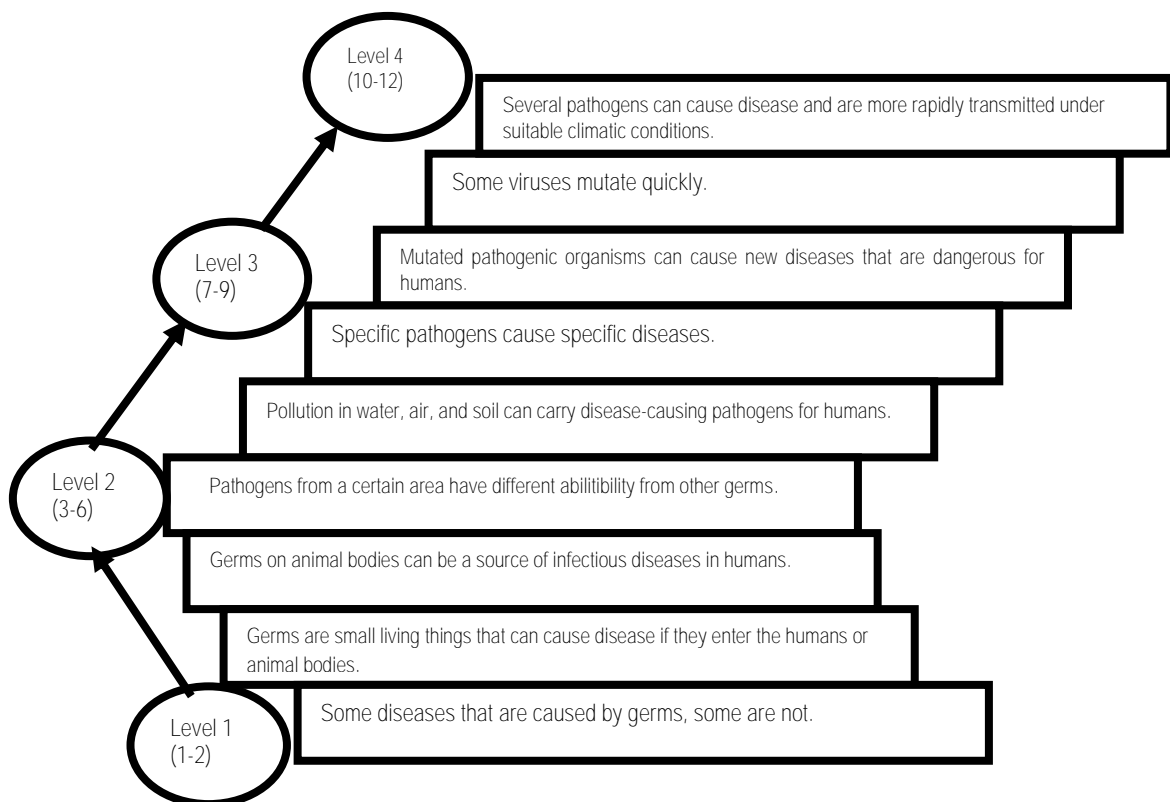 Level 4
(10-12)
Several pathogens can cause disease and are more rapidly transmitted under
suitable climatic conditions.
Some viruses mutate quickly.
Level 3
(7-9)
Mutated pathogenic organisms can cause new diseases that are dangerous for
humans.
Specific pathogens cause specific diseases.
Pollution in water, air, and soil can carry disease-causing pathogens for humans.
Level 2
(3-6)
Pathogens from a certain area have different abilitibility from other germs.
Germs on animal bodies can be a source of infectious diseases in humans.
Germs are small living things that can cause disease if they enter the humans or
animal bodies.
Level 1
(1-2)
Some diseases that are caused by germs, some are not.